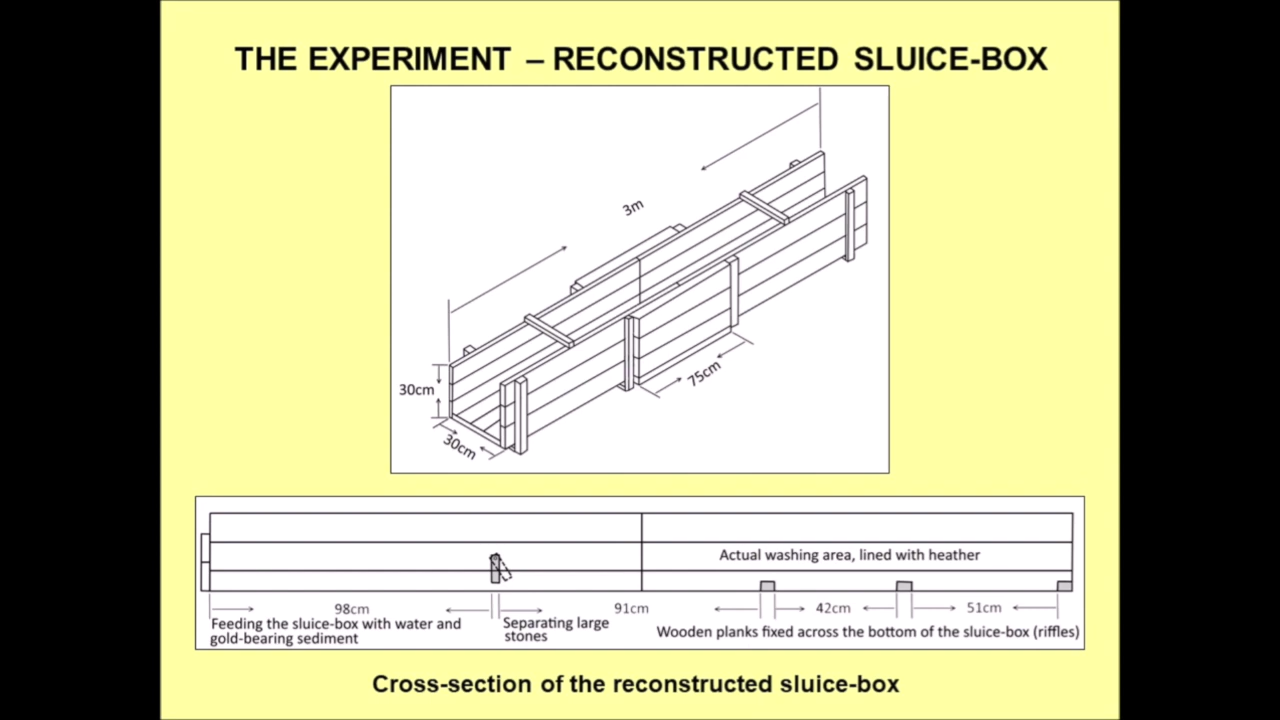 THE EXPERIMENT – RECONSTRUCTED SLUICE-BOX
3m
30cm
30cm
75cm
Actual washing area, lined with heather
98cm
91cm
42cm
51cm
Feeding the sluice-box with water and
gold-bearing sediment
Separating large
stones
Wooden planks fixed across the bottom of the sluice-box (riffles)
Cross-section of the reconstructed sluice-box